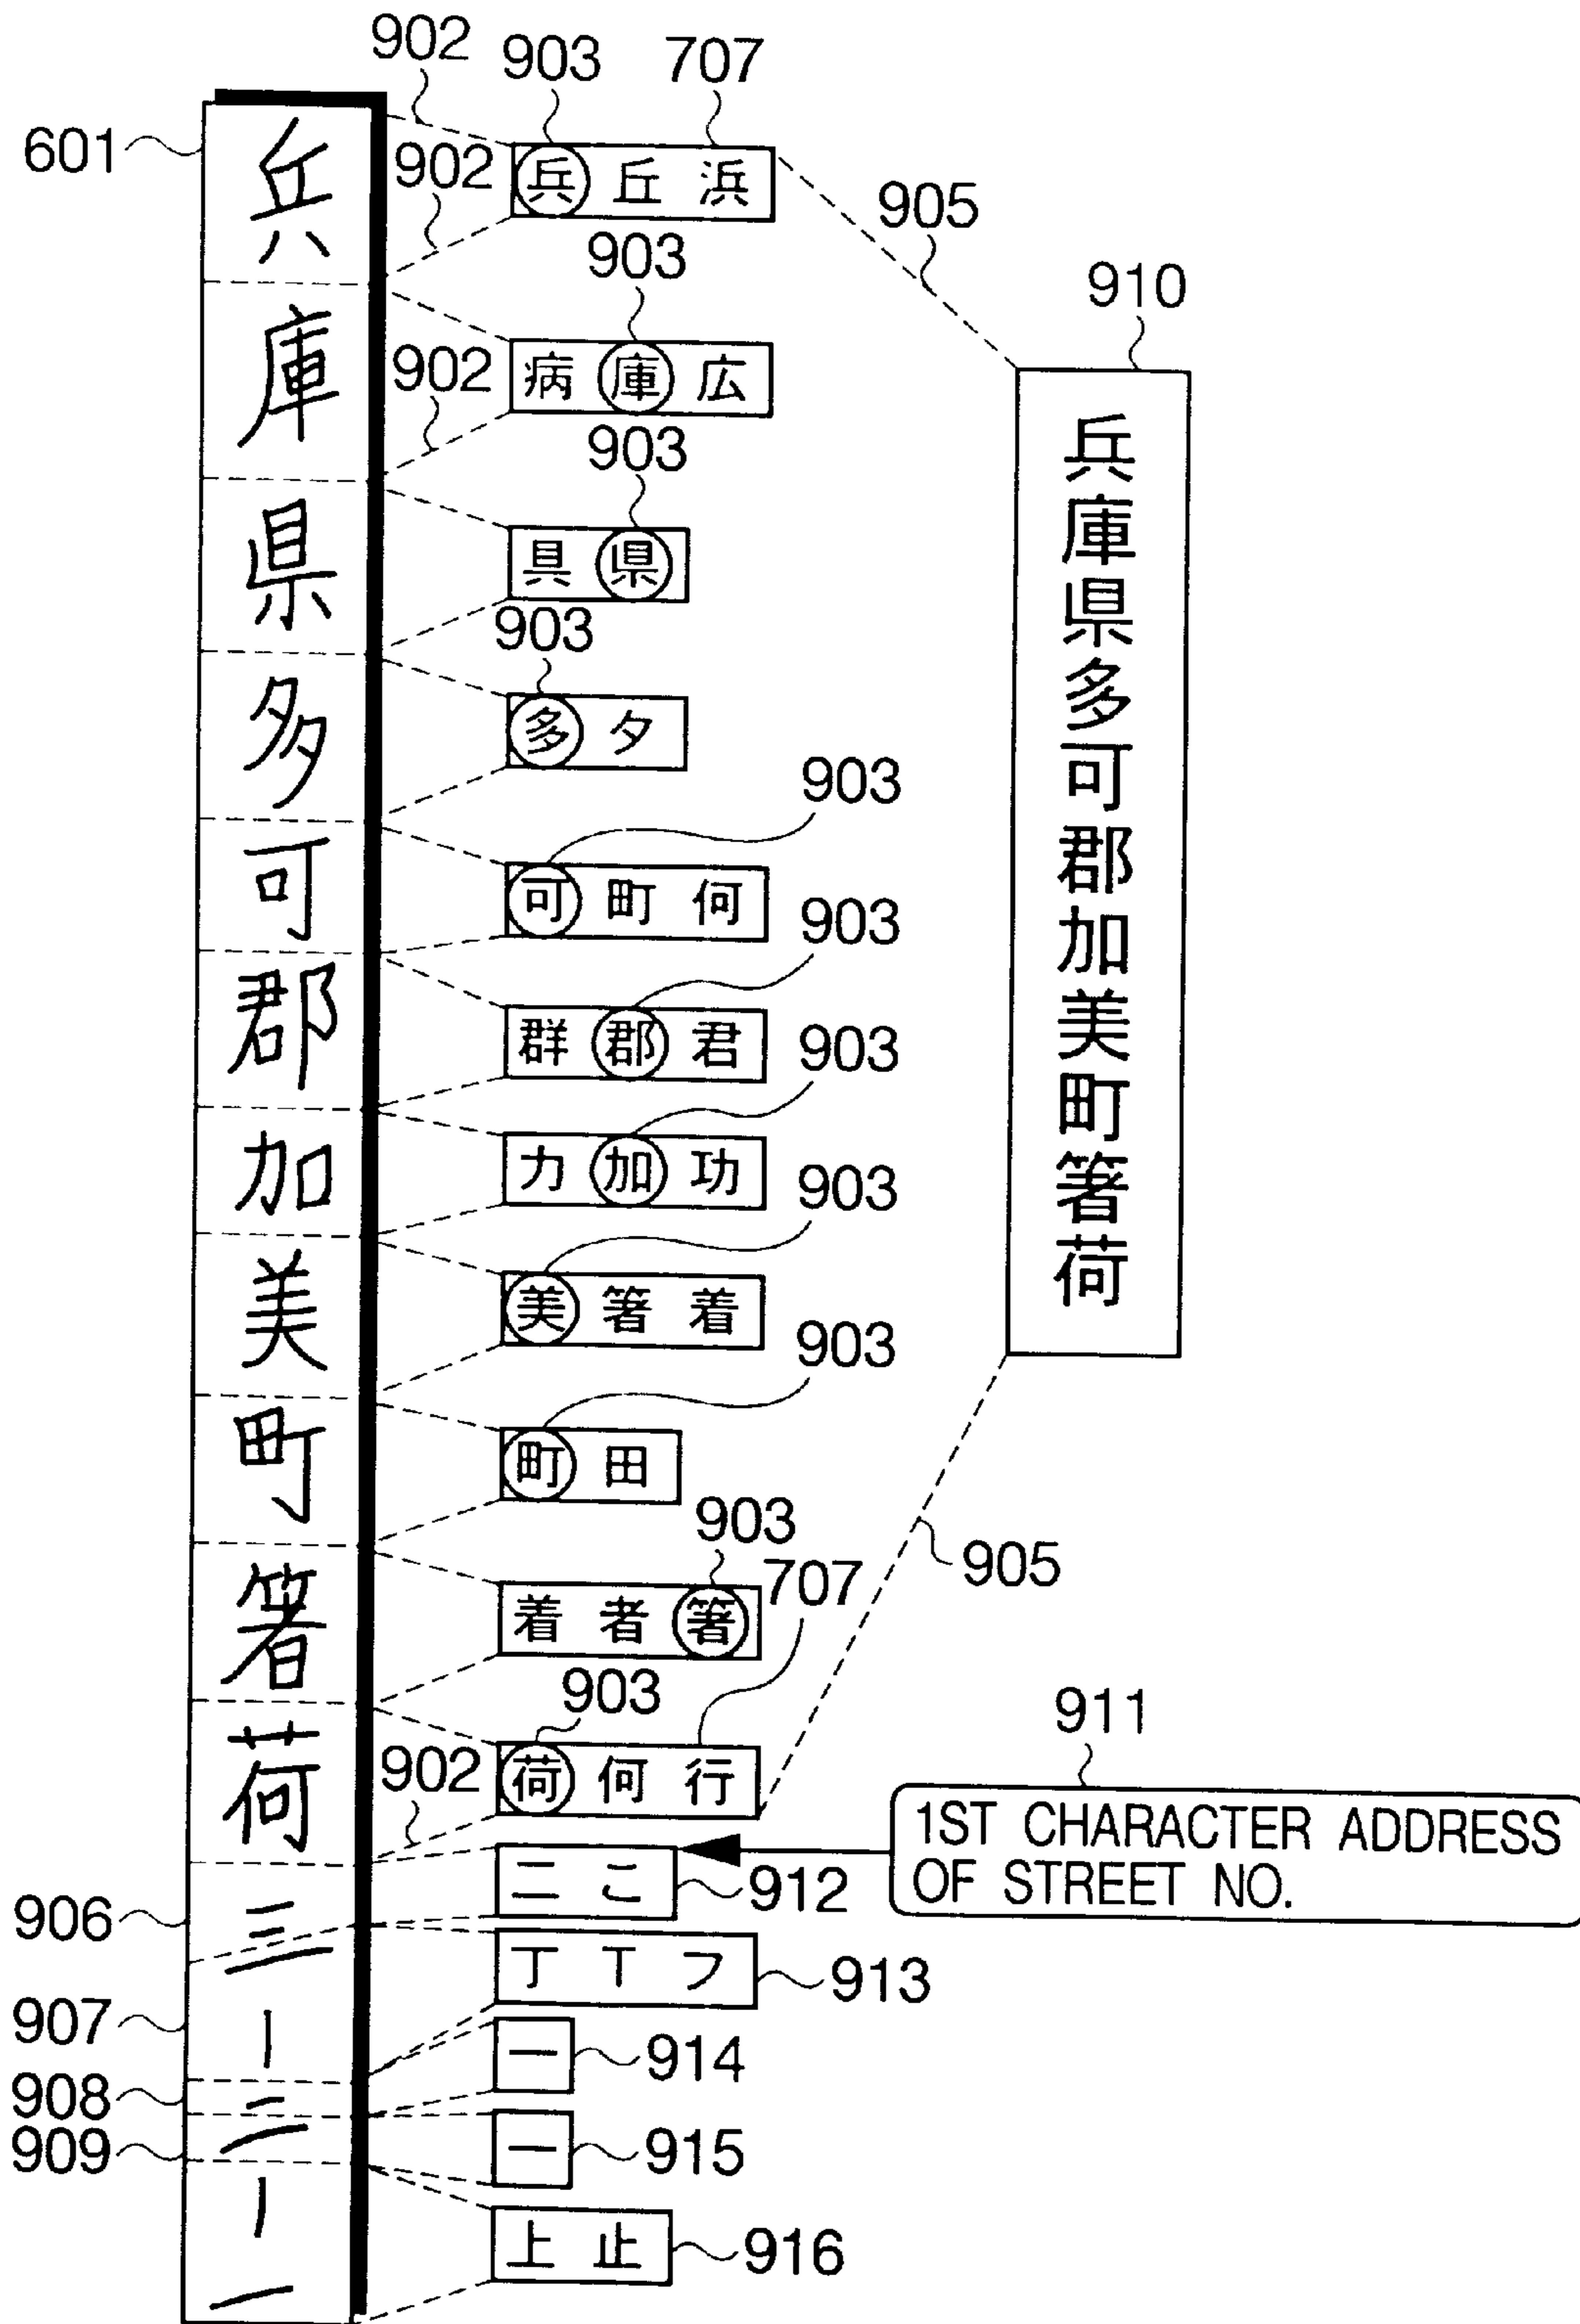 902 903 707
601
兵庫県多可郡加美町箸荷三|二|一
902
兵 丘 浜
905
903
910
902
病 庫 広
903
具 県
903
多 夕
903
可 町 何
903
群 郡 君
903
力 加 功
903
美 箸 着
903
町 田
903
707
着 者 箸
903
902
荷 何 行
兵庫県多可郡加美町箸荷
905
911
1ST CHARACTER ADDRESS
OF STREET NO.
906
二 こ
912
丁 T フ
913
907
一
914
908
一
915
909
上 止
916